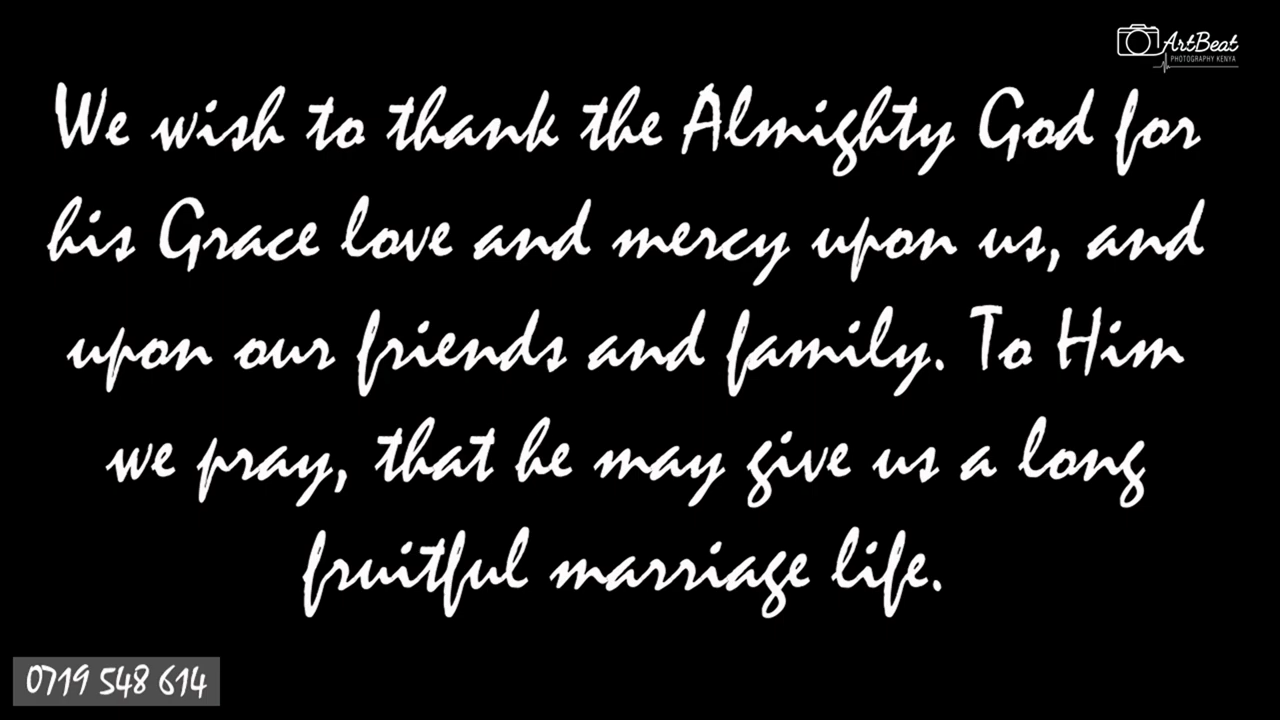 ArtBeat
PHOTOGRAPHY KENYA
We wish to thank the Almighty God for
his Grace love and mercy upon us, and
upon our friends and family. To Him
we pray, that he may give us a long
fruitful marriage life.
0719 548 614